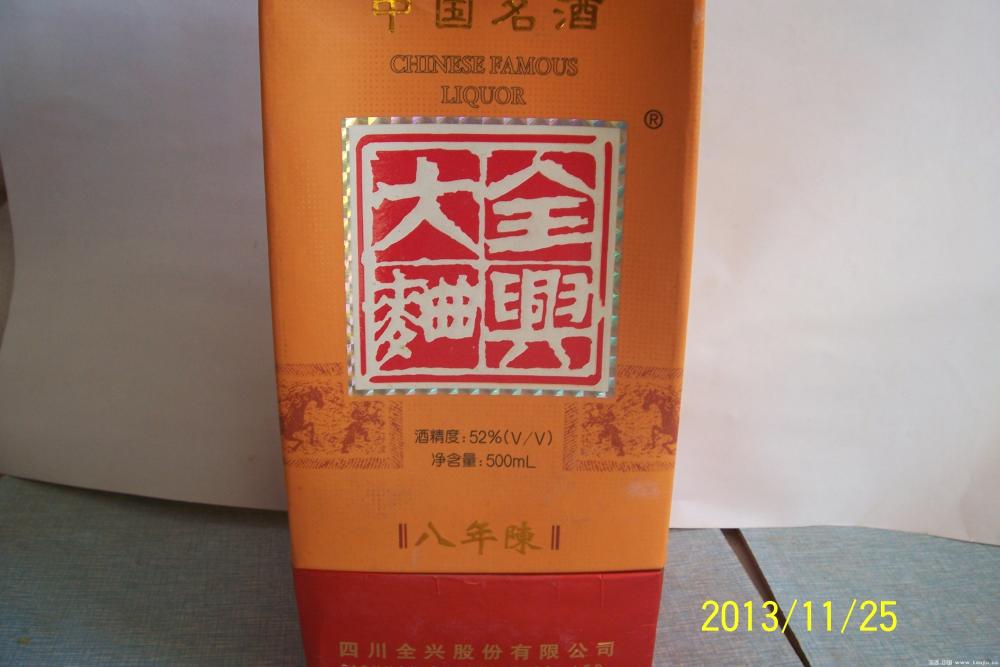 中国名酒
CHINESE FAMOUS
LIQUOR
®
全興
大麯
酒精度:52%(V/V)
净含量:500mL
八年陳
四川全兴股份有限公司
2013/11/25